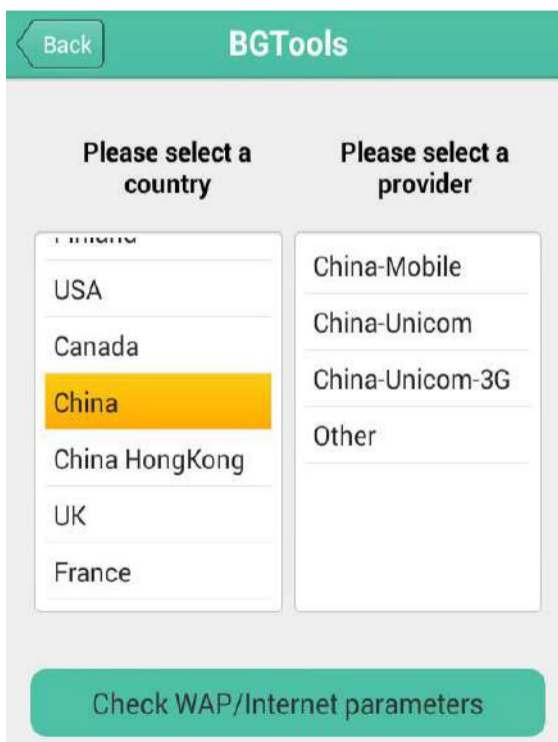 Back
BGTools
Please select a
country
Please select a
provider
Finland
USA
Canada
China
China HongKong
UK
France
China-Mobile
China-Unicom
China-Unicom-3G
Other
Check WAP/Internet parameters